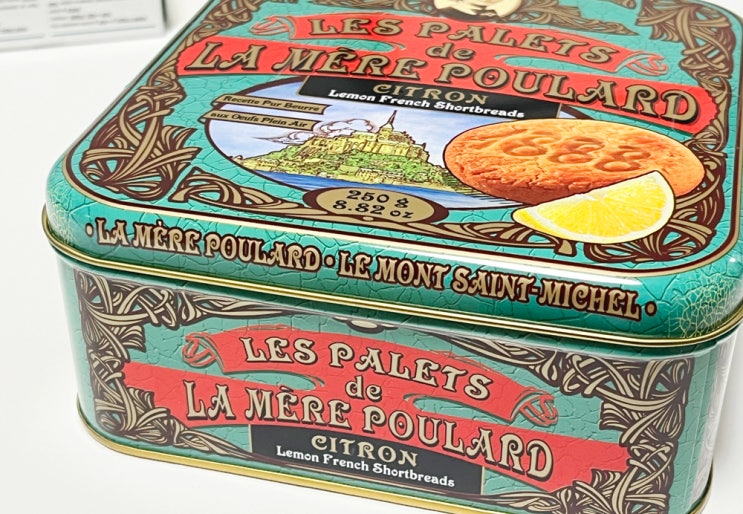 LES PALETS
de
LA MÈRE POULARD
CITRON
Lemon French Shortbreads
Recette Pur Beurre
aux Oeufs Plein Air
250 g
8.82 oz
• LA MÈRE POULARD • LE MONT SAINT-MICHEL •
LES PALETS
de
LA MÈRE POULARD
CITRON
Lemon French Shortbreads